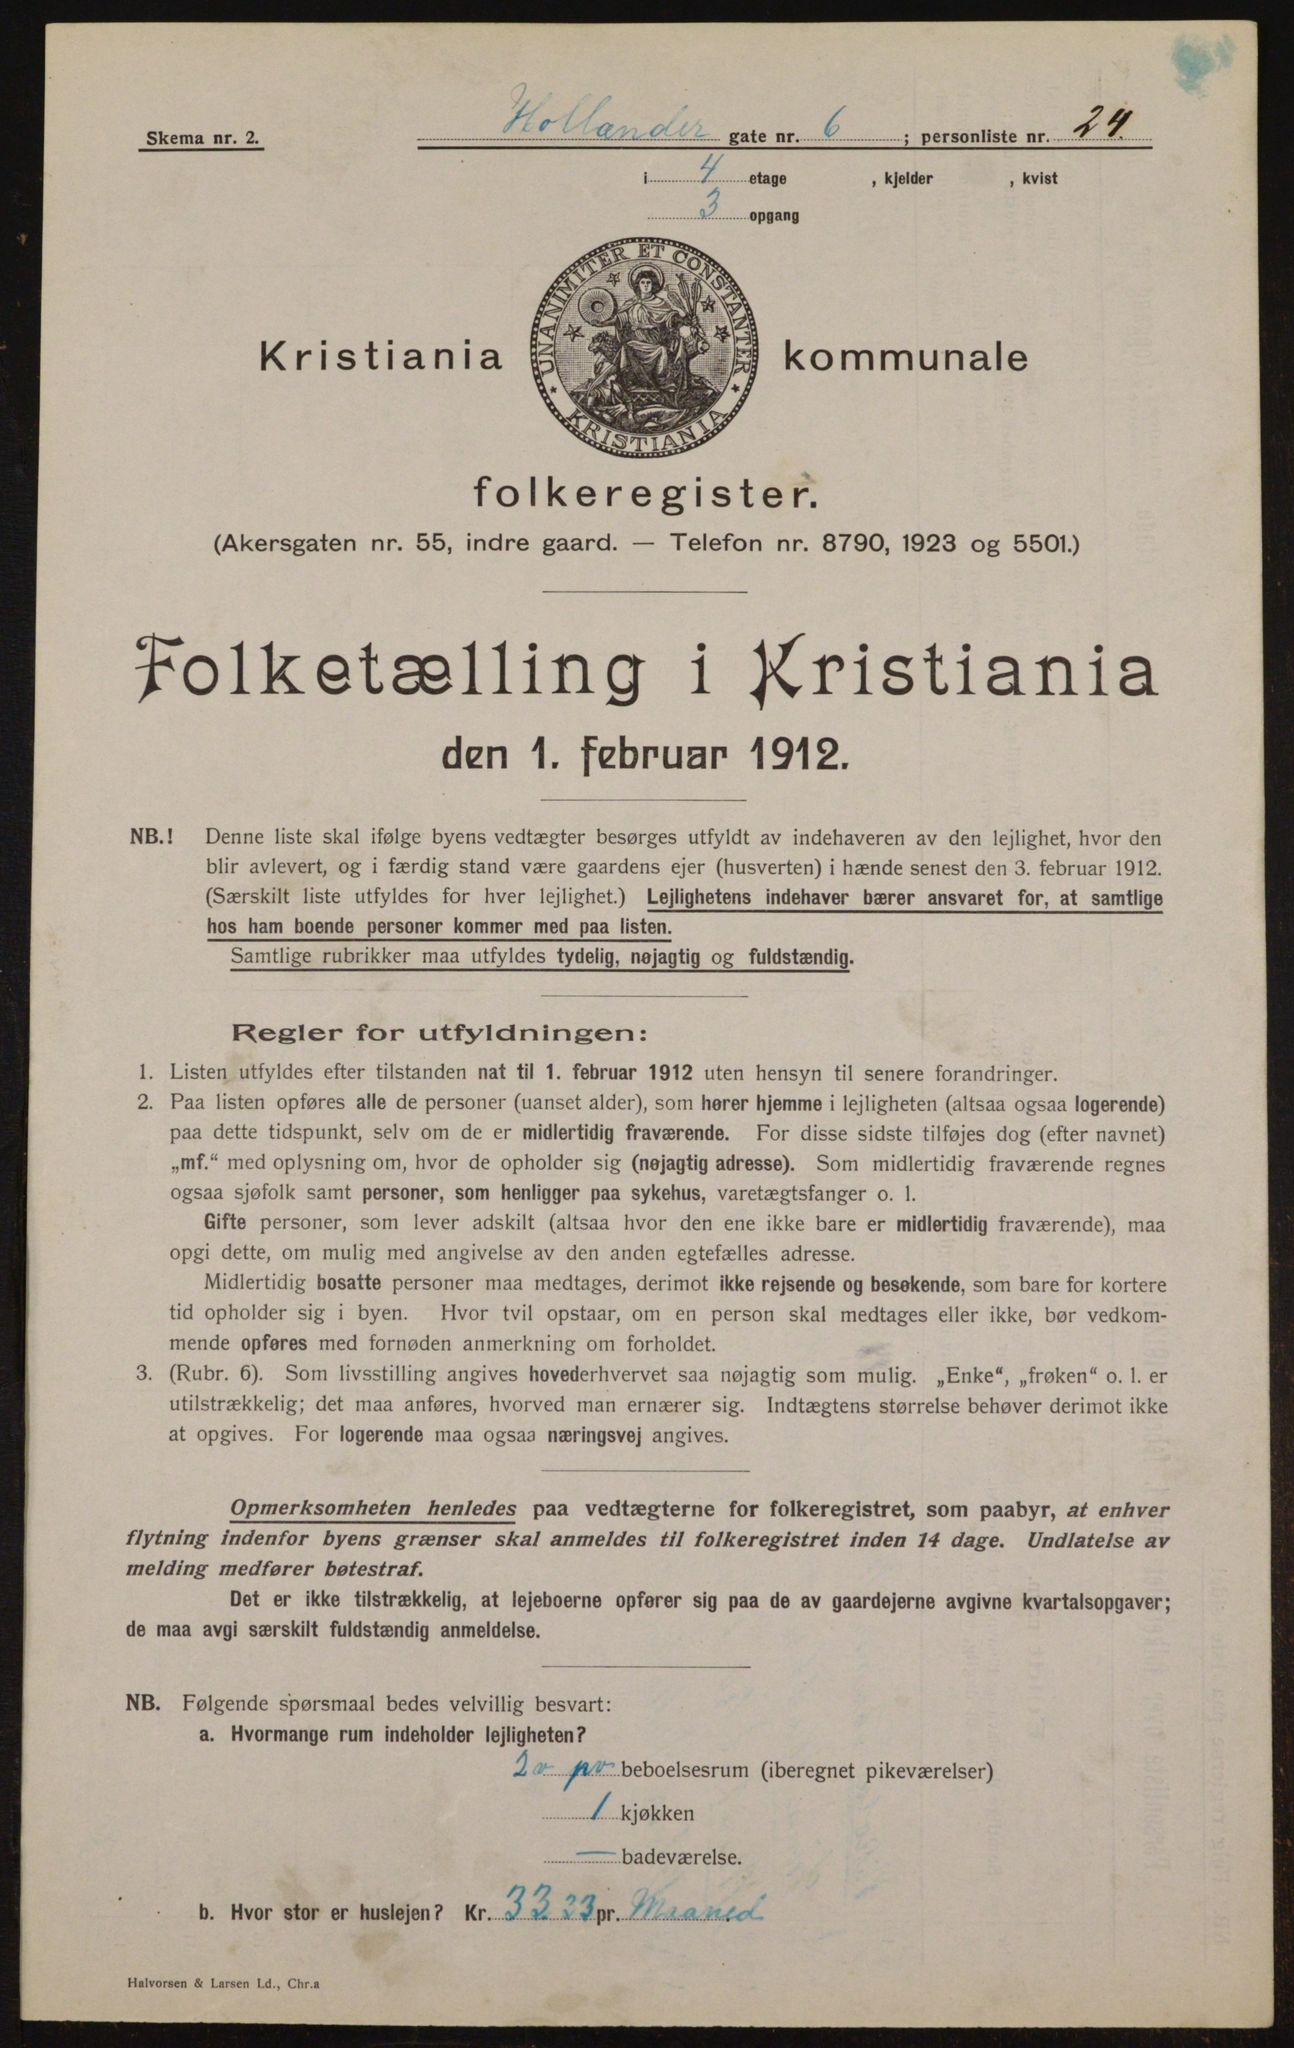 Skema nr. 2.
Hollander gate nr. 6 ; personliste nr. 24.
i 4 etage , kjelder , kvist
3 opgang
UNANIMITER ET CONSTANTER
KRISTIANIA
Kristiania kommunale
folkeregister.
(Akersgaten nr. 55, indre gaard. — Telefon nr. 8790, 1923 og 5501.)
Folketælling i Kristiania
den 1. februar 1912.
NB.! Denne liste skal ifølge byens vedtægter besørges utfyldt av indehaveren av den lejlighet, hvor den
blir avlevert, og i færdig stand være gaardens ejer (husverten) i hænde senest den 3. februar 1912.
(Særskilt liste utfyldes for hver lejlighet.) Lejlighetens indehaver bærer ansvaret for, at samtlige
hos ham boende personer kommer med paa listen.
Samtlige rubrikker maa utfyldes tydelig, nøjagtig og fuldstændig.
Regler for utfyldningen:
1. Listen utfyldes efter tilstanden nat til 1. februar 1912 uten hensyn til senere forandringer.
2. Paa listen opføres alle de personer (uanset alder), som hører hjemme i lejligheten (altsaa ogsaa logerende)
paa dette tidspunkt, selv om de er midlertidig fraværende. For disse sidste tilføjes dog (efter navnet)
„mf.“ med oplysning om, hvor de opholder sig (nøjagtig adresse). Som midlertidig fraværende regnes
ogsaa sjøfolk samt personer, som henligger paa sykehus, varetægtsfanger o. l.
Gifte personer, som lever adskilt (altsaa hvor den ene ikke bare er midlertidig fraværende), maa
opgi dette, om mulig med angivelse av den anden egtefælles adresse.
Midlertidig bosatte personer maa medtages, derimot ikke rejsende og besøkende, som bare for kortere
tid opholder sig i byen. Hvor tvil opstaar, om en person skal medtages eller ikke, bør vedkom-
mende opføres med fornøden anmerkning om forholdet.
3. (Rubr. 6). Som livsstilling angives hovederhvervet saa nøjagtig som mulig. „Enke“, „frøken“ o. l. er
utilstrækkelig; det maa anføres, hvorved man ernærer sig. Indtægtens størrelse behøver derimot ikke
at opgives. For logerende maa ogsaa næringsvej angives.
Opmerksomheten henledes paa vedtægterne for folkeregistret, som paabyr, at enhver
flytning indenfor byens grænser skal anmeldes til folkeregistret inden 14 dage. Undlatelse av
melding medfører bøtestraf.
Det er ikke tilstrækkelig, at lejeboerne opfører sig paa de av gaardejerne avgivne kvartalsopgaver;
de maa avgi særskilt fuldstændig anmeldelse.
NB. Følgende spørsmaal bedes velvillig besvart:
a. Hvormange rum indeholder lejligheten?
2 beboelsesrum (iberegnet pikeværelser)
1 kjøkken
— badeværelse.
b. Hvor stor er huslejen? Kr. 33 33 pr. Maaned
Halvorsen & Larsen Ld., Chr.a